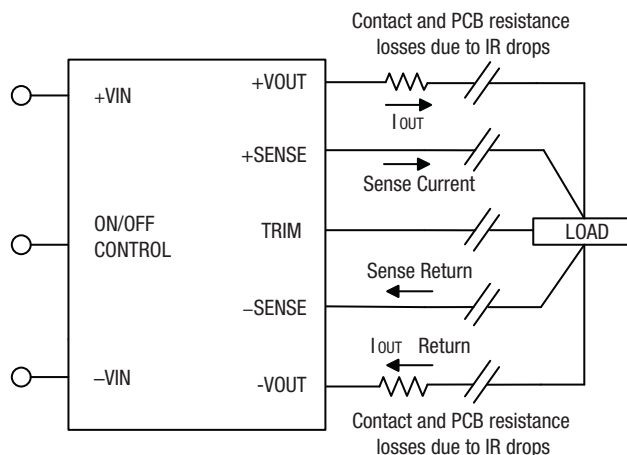 Contact and PCB resistance
losses due to IR drops
+VOUT
+VIN
IOUT
+SENSE
Sense Current
ON/OFF
CONTROL
TRIM
LOAD
Sense Return
−SENSE
IOUT Return
−VIN
-VOUT
Contact and PCB resistance
losses due to IR drops